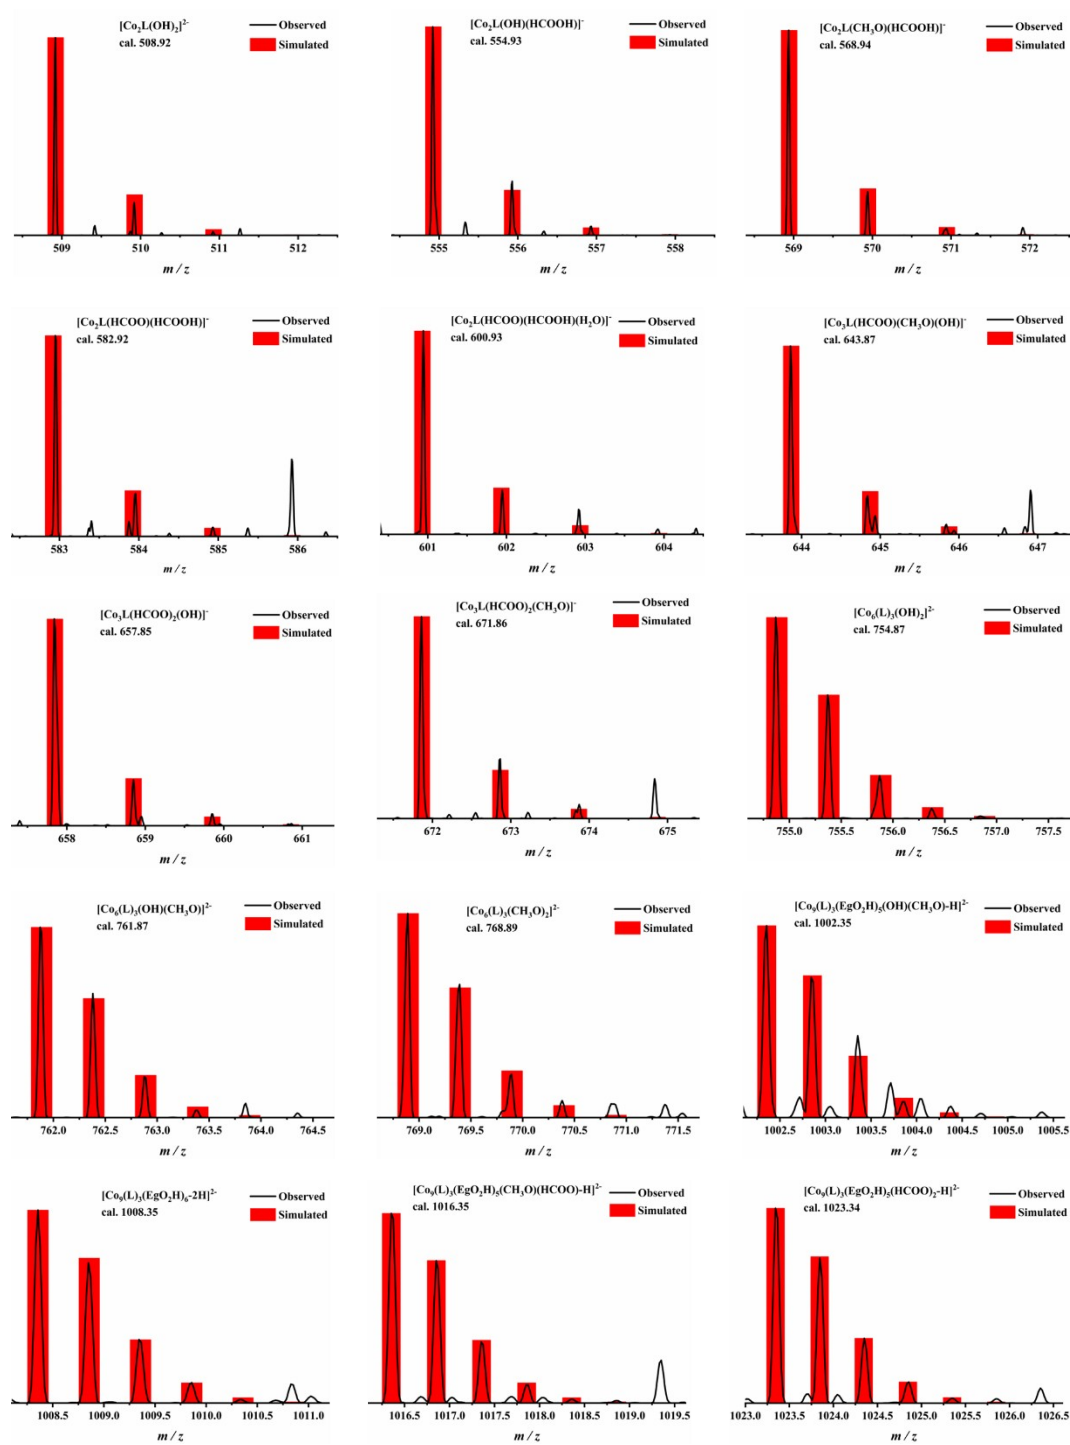 [Co₂L(OH)₂]²⁻
cal. 508.92
Observed
Simulated
509 510 511 512
m / z
[Co₂L(OH)(HCOOH)]⁻
cal. 554.93
Observed
Simulated
555 556 557 558
m / z
[Co₂L(CH₃O)(HCOOH)]⁻
cal. 568.94
Observed
Simulated
569 570 571 572
m / z
[Co₂L(HCOO)(HCOOH)]⁻
cal. 582.92
Observed
Simulated
583 584 585 586
m / z
[Co₂L(HCOO)(HCOOH)(H₂O)]⁻
cal. 600.93
Observed
Simulated
601 602 603 604
m / z
[Co₃L(HCOO)(CH₃O)(OH)]⁻
cal. 643.87
Observed
Simulated
644 645 646 647
m / z
[Co₃L(HCOO)₂(OH)]⁻
cal. 657.85
Observed
Simulated
658 659 660 661
m / z
[Co₃L(HCOO)₂(CH₃O)]⁻
cal. 671.86
Observed
Simulated
672 673 674 675
m / z
[Co₆(L)₃(OH)₂]²⁻
cal. 754.87
Observed
Simulated
755.0 755.5 756.0 756.5 757.0 757.5
m / z
[Co₆(L)₃(OH)(CH₃O)]²⁻
cal. 761.87
Observed
Simulated
762.0 762.5 763.0 763.5 764.0 764.5
m / z
[Co₆(L)₃(CH₃O)₂]²⁻
cal. 768.89
Observed
Simulated
769.0 769.5 770.0 770.5 771.0 771.5
m / z
[Co₉(L)₃(EgO₂H)₅(OH)(CH₃O)-H]²⁻
cal. 1002.35
Observed
Simulated
1002.5 1003.0 1003.5 1004.0 1004.5 1005.0 1005.5
m / z
[Co₉(L)₃(EgO₂H)₆-2H]²⁻
cal. 1008.35
Observed
Simulated
1008.5 1009.0 1009.5 1010.0 1010.5 1011.0
m / z
[Co₉(L)₃(EgO₂H)₅(CH₃O)(HCOO)-H]²⁻
cal. 1016.35
Observed
Simulated
1016.5 1017.0 1017.5 1018.0 1018.5 1019.0 1019.5
m / z
[Co₉(L)₃(EgO₂H)₅(HCOO)₂-H]²⁻
cal. 1023.34
Observed
Simulated
1023.0 1023.5 1024.0 1024.5 1025.0 1025.5 1026.0 1026.5
m / z